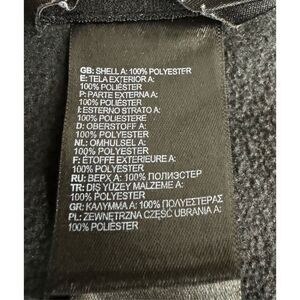 GB: SHELL A: 100% POLYESTER
E: TELA EXTERIOR A:
100% POLIÉSTER
P: PARTE EXTERNA A:
100% POLIÉSTER
I: ESTERNO STRATO A:
100% POLIESTERE
D: OBERSTOFF A:
100% POLYESTER
NL: OMHULSEL A:
100% POLYESTER
F: ÉTOFFE EXTERIEURE A:
100% POLYESTER
RU: ВЕРХ A: 100% ПОЛИЭСТЕР
TR: DIŞ YÜZEY MALZEME A:
100% POLYESTER
GR: ΚΑΛΥΜΜΑ A: 100% ΠΟΛΥΕΣΤΕΡΑΣ
PL: ZEWNĘTRZNA CZĘŚĆ UBRANIA A:
100% POLIESTER